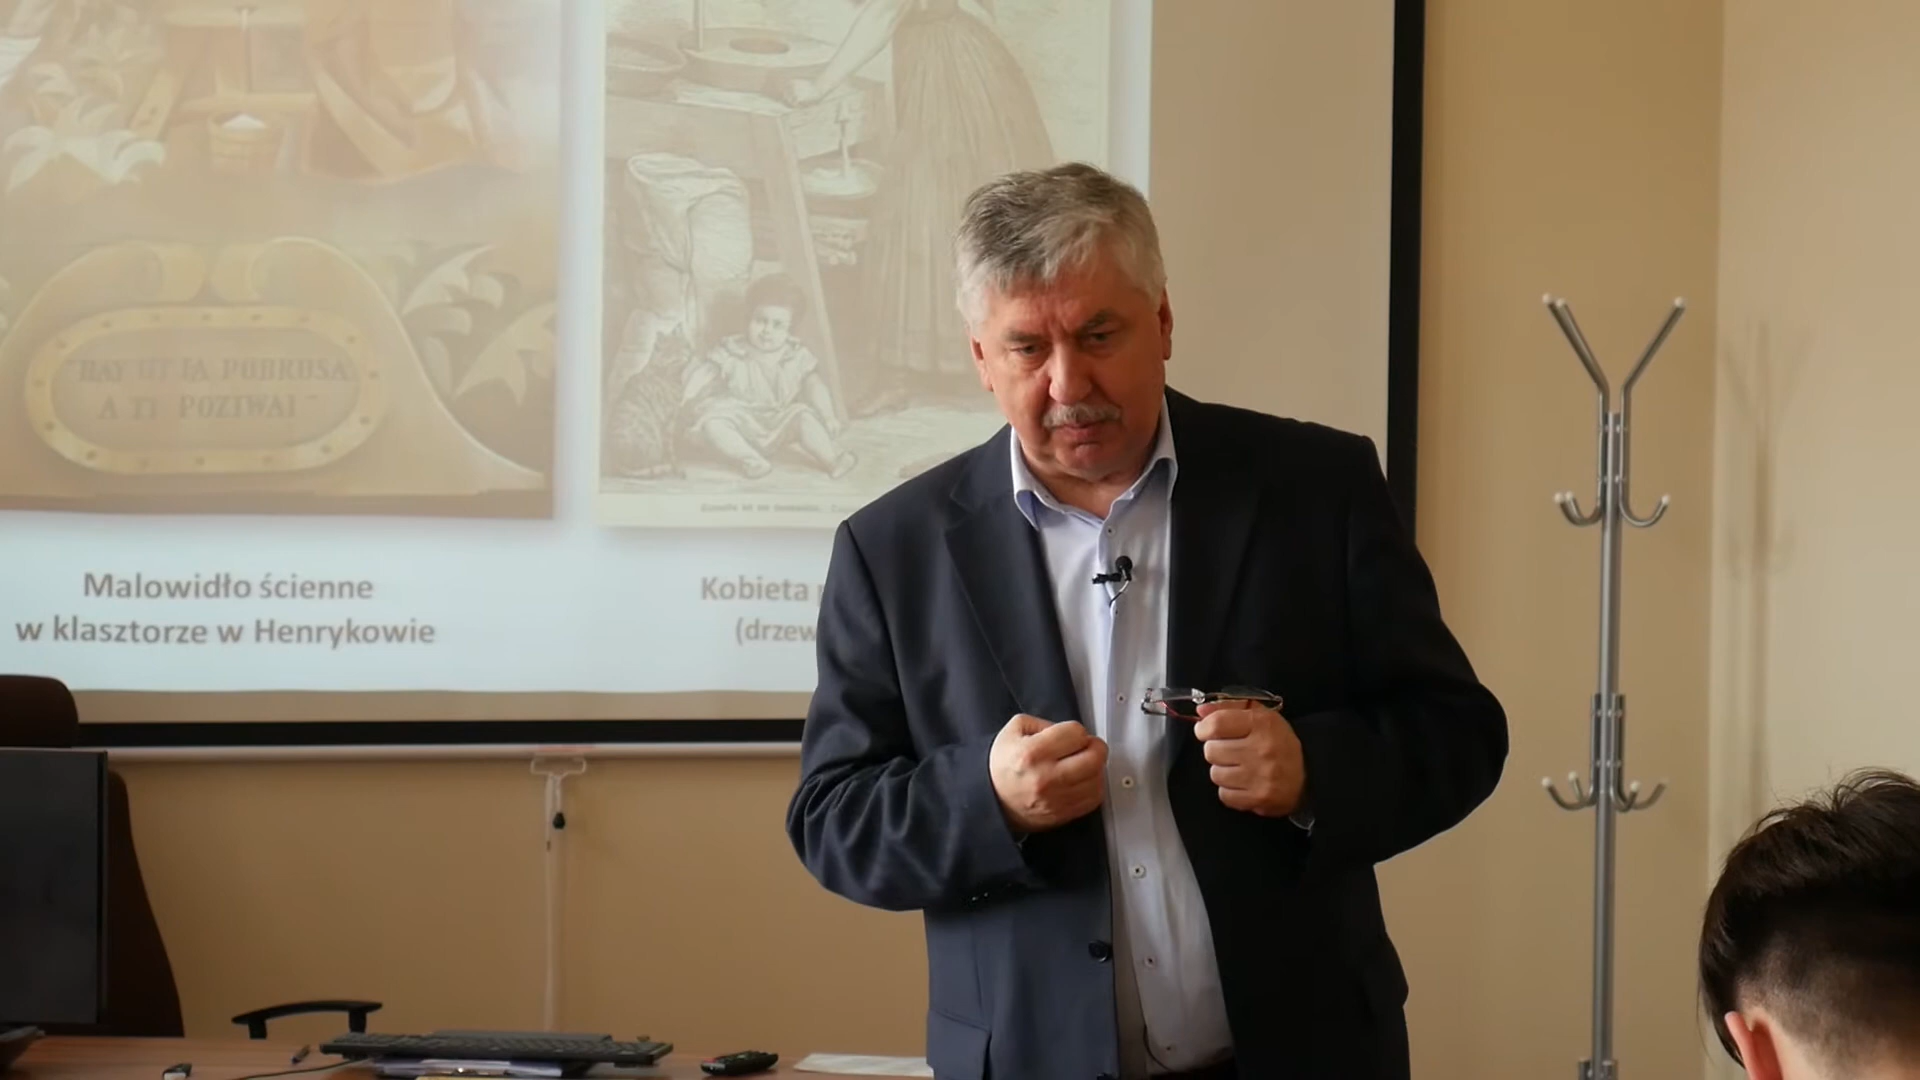 "DAY UT IA POBRUSA
A TI POZIWAI"
Malowidło ścienne
w klasztorze w Henrykowie
Kobieta
(drzew